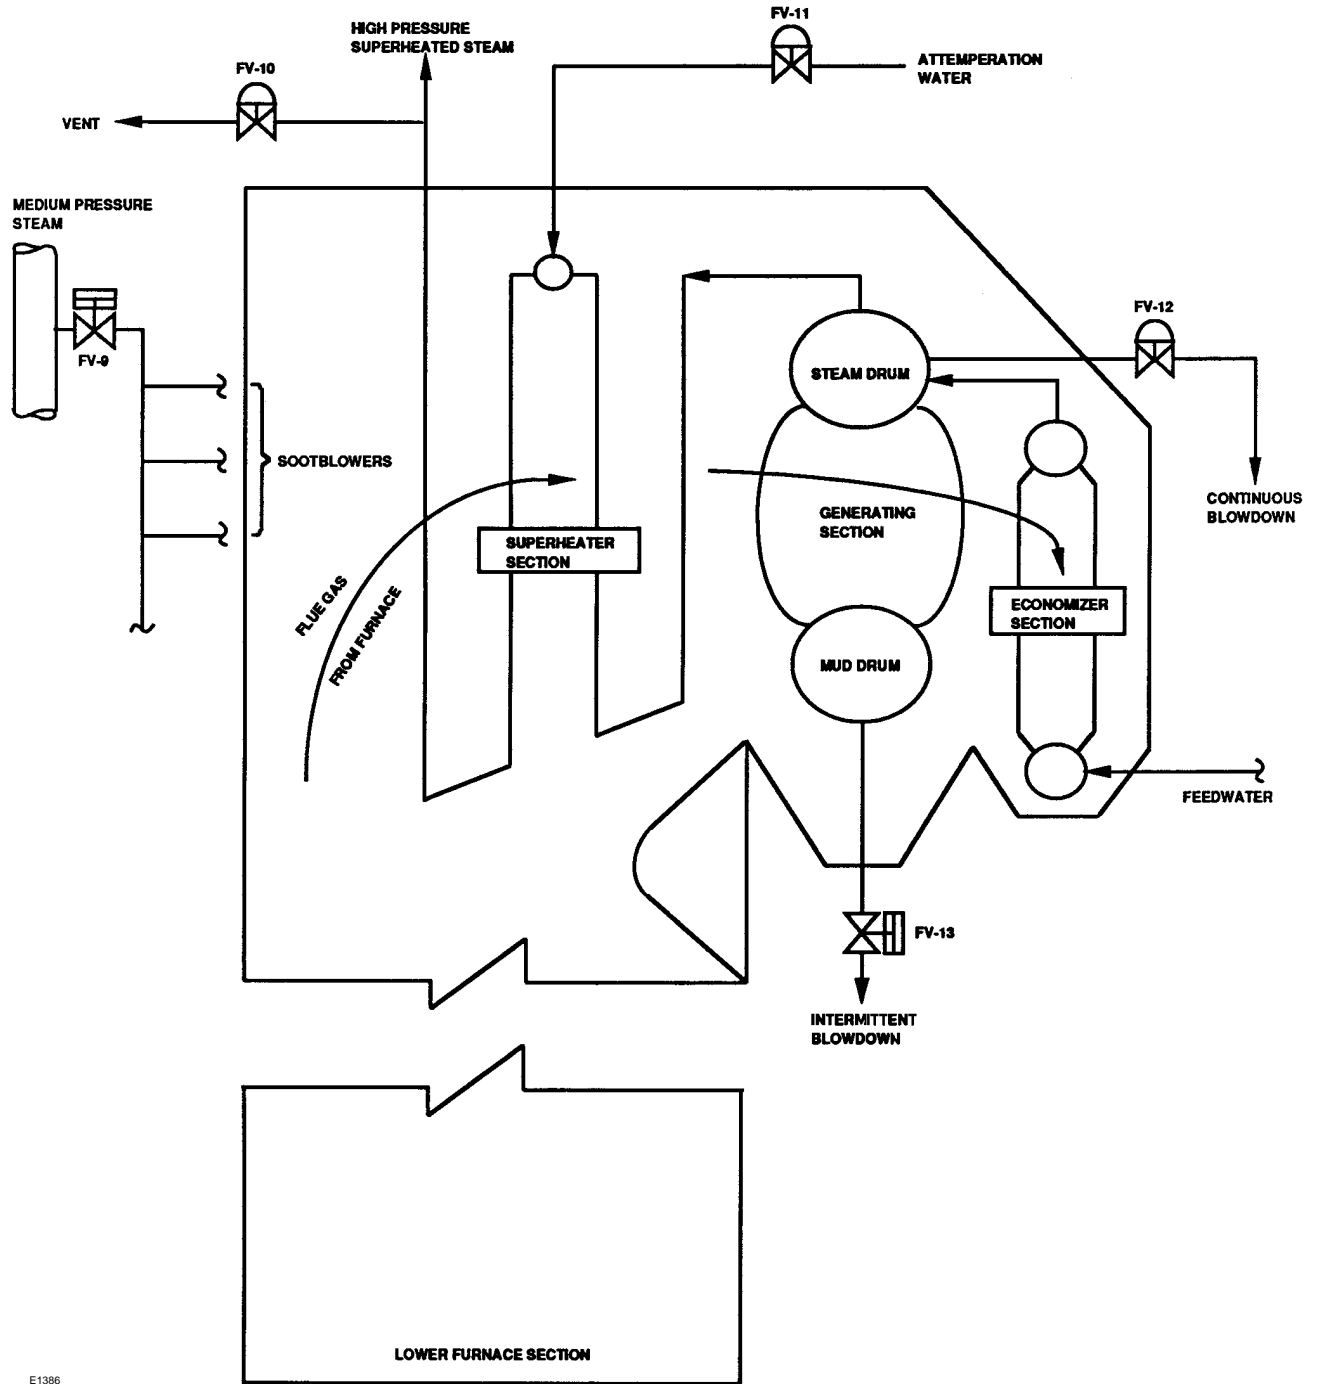 FV-11
HIGH PRESSURE
SUPERHEATED STEAM
ATTEMPERATION
WATER
FV-10
VENT
MEDIUM PRESSURE
STEAM
FV-9
SOOTBLOWERS
FV-12
STEAM DRUM
CONTINUOUS
BLOWDOWN
GENERATING
SECTION
SUPERHEATER
SECTION
FLUE GAS
FROM FURNACE
ECONOMIZER
SECTION
MUD DRUM
FEEDWATER
FV-13
INTERMITTENT
BLOWDOWN
LOWER FURNACE SECTION
E1386